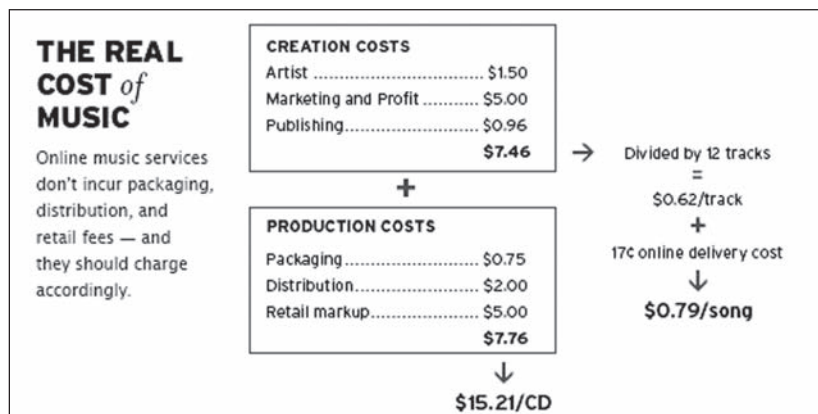 THE REAL
COST of
MUSIC
Online music services
don't incur packaging,
distribution, and
retail fees — and
they should charge
accordingly.
CREATION COSTS
Artist ................................. $1.50
Marketing and Profit ........... $5.00
Publishing.......................... $0.96
$7.46
+
PRODUCTION COSTS
Packaging.......................... $0.75
Distribution........................ $2.00
Retail markup..................... $5.00
$7.76
↓
$15.21/CD
→
Divided by 12 tracks
=
$0.62/track
+
17¢ online delivery cost
↓
$0.79/song